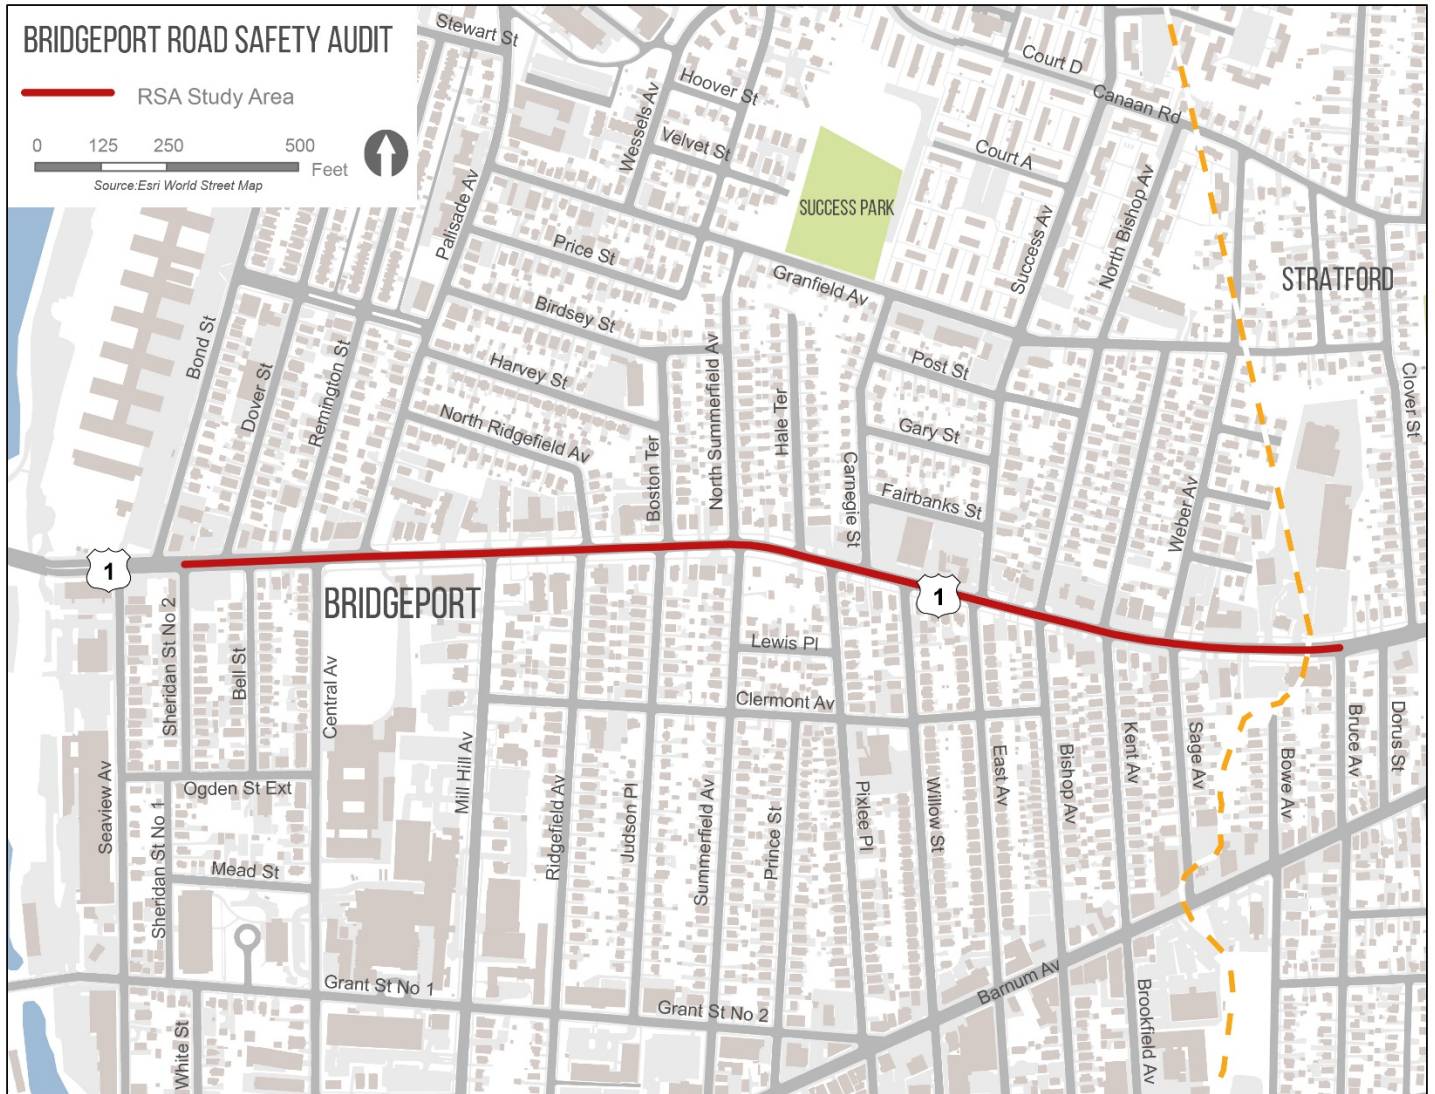 BRIDGEPORT ROAD SAFETY AUDIT
RSA Study Area
0 125 250 500
Feet
Source:Esri World Street Map
Stewart St
Hoover St
Wessels Av
Velvet St
Court D
Canaan Rd
Court A
SUCCESS PARK
Palisade Av
Price St
Granfield Av
Success Av
North Bishop Av
STRATFORD
Birdsey St
Bond St
Dover St
Remington St
Harvey St
North Ridgefield Av
Boston Ter
North Summerfield Av
Hale Ter
Carnegie St
Post St
Gary St
Fairbanks St
Weber Av
Clover St
1
1
BRIDGEPORT
Sheridan St No 2
Bell St
Central Av
Lewis Pl
Clermont Av
Seaview Av
Ogden St Ext
Sheridan St No 1
Mead St
Mill Hill Av
Ridgefield Av
Judson Pl
Summerfield Av
Prince St
Pixlee Pl
Willow St
East Av
Bishop Av
Kent Av
Sage Av
Bowe Av
Bruce Av
Dorus St
Grant St No 1
Grant St No 2
Barnum Av
White St
Brookfield Av